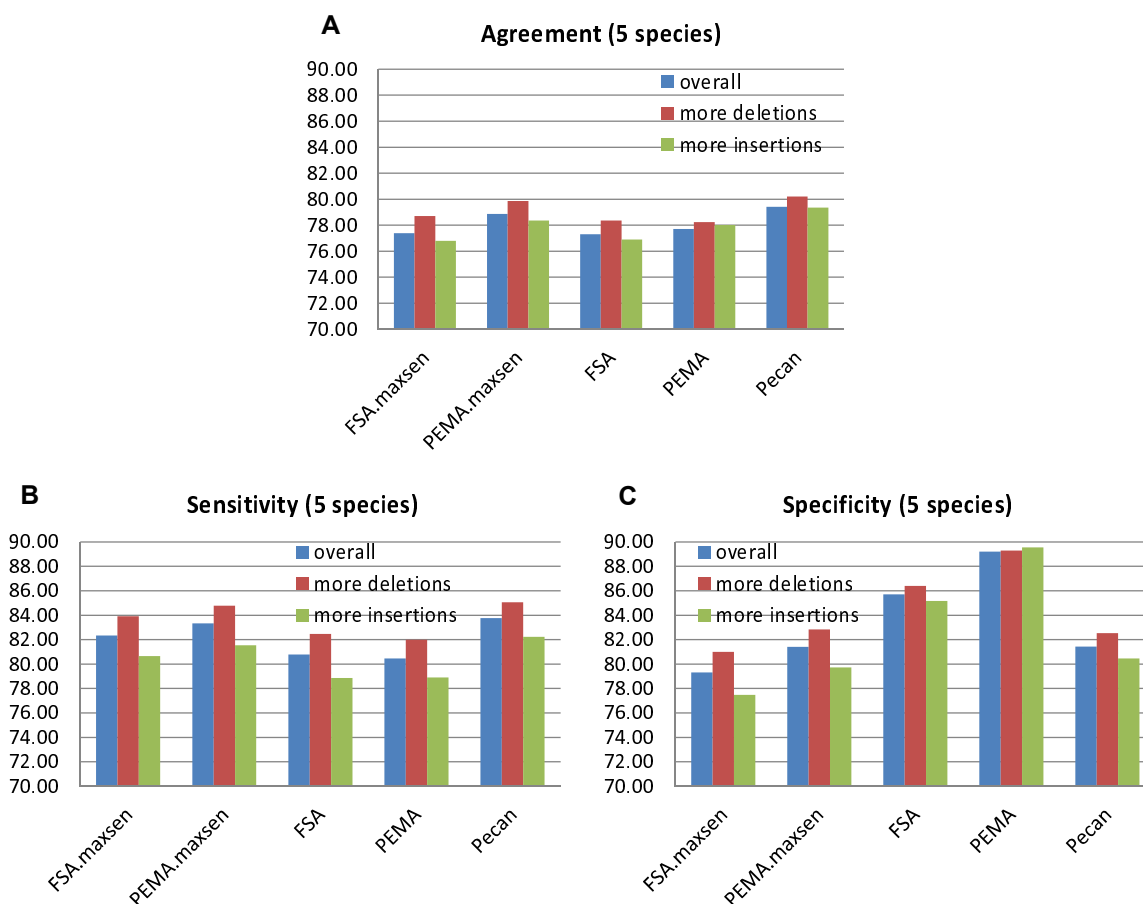 A
Agreement (5 species)
90.00
88.00
86.00
84.00
82.00
80.00
78.00
76.00
74.00
72.00
70.00
overall
more deletions
more insertions
FSA.maxsen
PEMA.maxsen
FSA
PEMA
Pecan
B
Sensitivity (5 species)
90.00
88.00
86.00
84.00
82.00
80.00
78.00
76.00
74.00
72.00
70.00
overall
more deletions
more insertions
FSA.maxsen
PEMA.maxsen
FSA
PEMA
Pecan
C
Specificity (5 species)
90.00
88.00
86.00
84.00
82.00
80.00
78.00
76.00
74.00
72.00
70.00
overall
more deletions
more insertions
FSA.maxsen
PEMA.maxsen
FSA
PEMA
Pecan